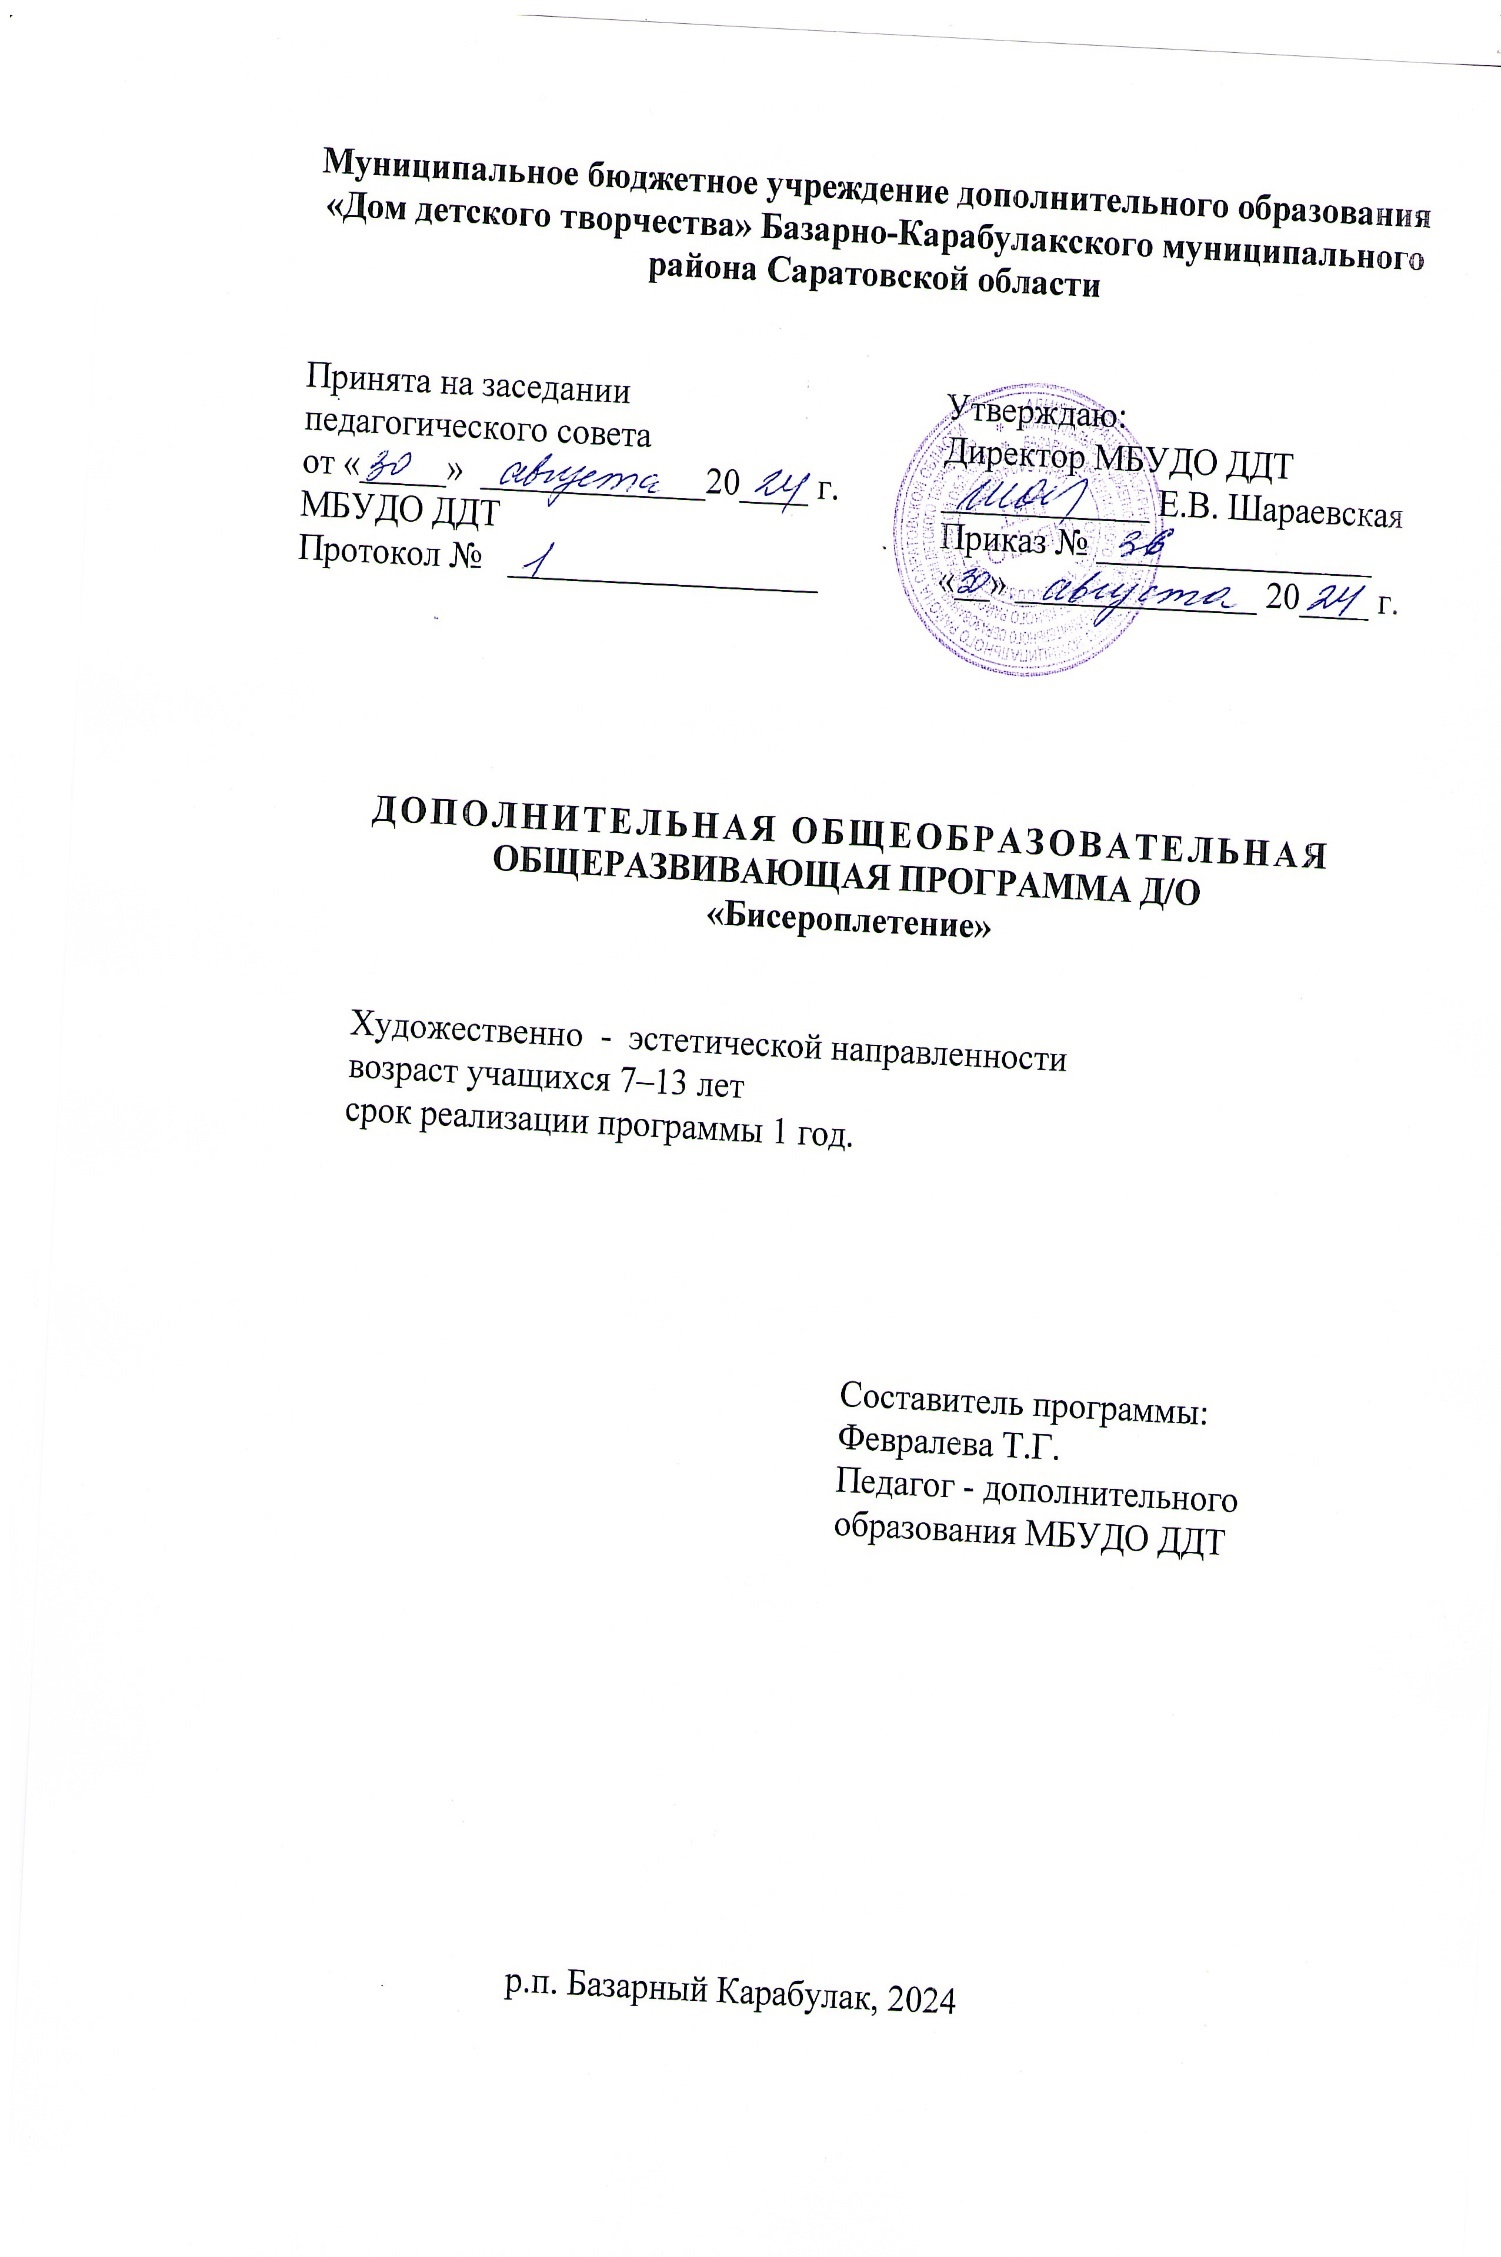 Муниципальное бюджетное учреждение дополнительного образования
«Дом детского творчества» Базарно-Карабулакского муниципального
района Саратовской области
Принята на заседании
педагогического совета
от «30» августа 2024 г.
МБУДО ДДТ
Протокол № 1
Утверждаю:
Директор МБУДО ДДТ
Е.В. Шараевская
Приказ № 36
«30» августа 2024 г.
ДОПОЛНИТЕЛЬНАЯ ОБЩЕОБРАЗОВАТЕЛЬНАЯ
ОБЩЕРАЗВИВАЮЩАЯ ПРОГРАММА Д/О
«Бисероплетение»
Художественно - эстетической направленности
возраст учащихся 7–13 лет
срок реализации программы 1 год.
Составитель программы:
Февралева Т.Г.
Педагог - дополнительного
образования МБУДО ДДТ
р.п. Базарный Карабулак, 2024